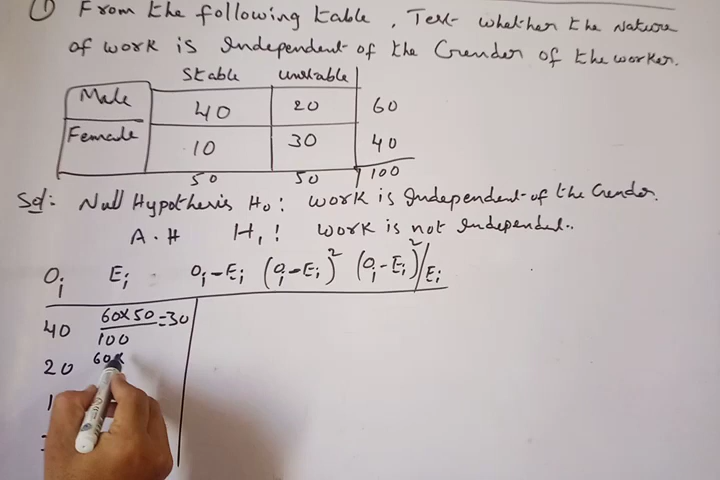 ① From the following table, Test whether the Nature
of work is Independent of the Gender of the worker.
Stable unstable
Male 40 20 60
Female 10 30 40
50 50 100
Sol: Null Hypothesis H₀: work is Independent of the Gender.
A.H H₁: work is not Independent..
Oᵢ Eᵢ Oᵢ-Eᵢ (Oᵢ-Eᵢ)² (Oᵢ-Eᵢ)²/Eᵢ
40 60×50/100 =30
20 60×
1